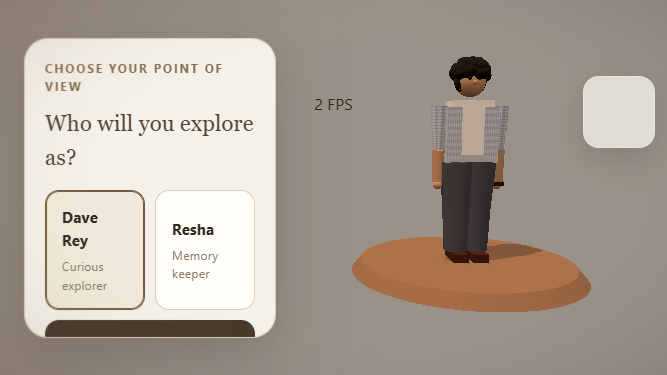 CHOOSE YOUR POINT OF
VIEW
Who will you explore
as?
Dave
Rey
Curious
explorer
Resha
Memory
keeper
2 FPS